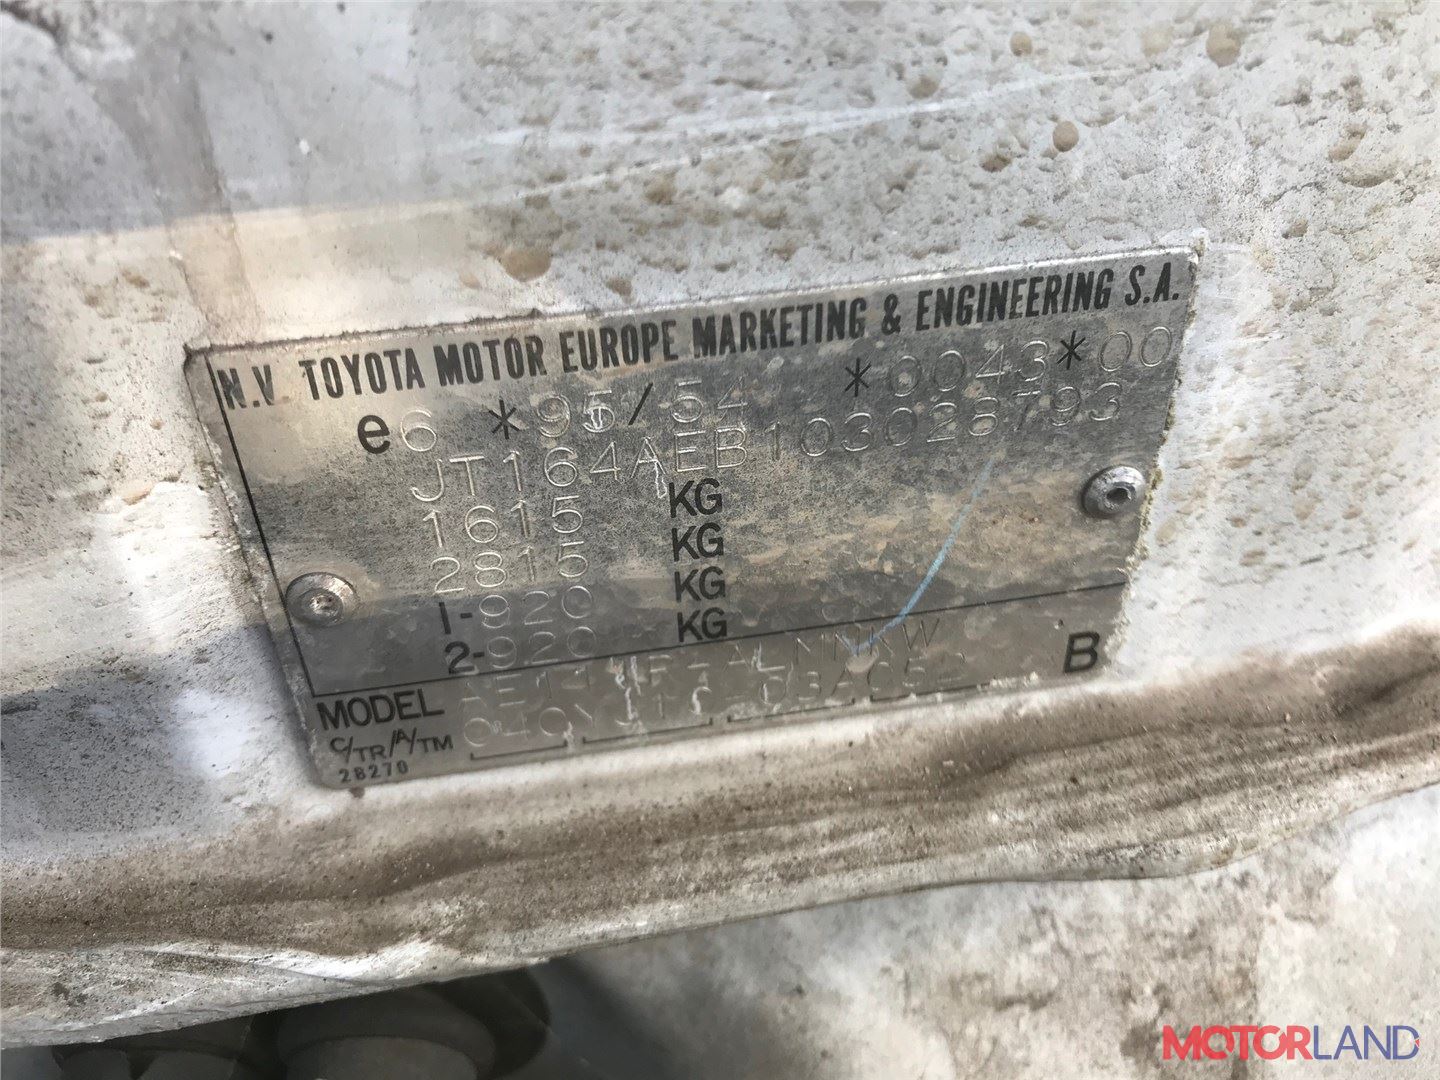 N.V. TOYOTA MOTOR EUROPE MARKETING & ENGINEERING S.A.
e6 *95/54 *0043*00
JT164AEB103028793
1615 KG
2815 KG
1-920 KG
2-920 KG
MODEL B
C/TR/A/TM 040
28270
MOTORLAND